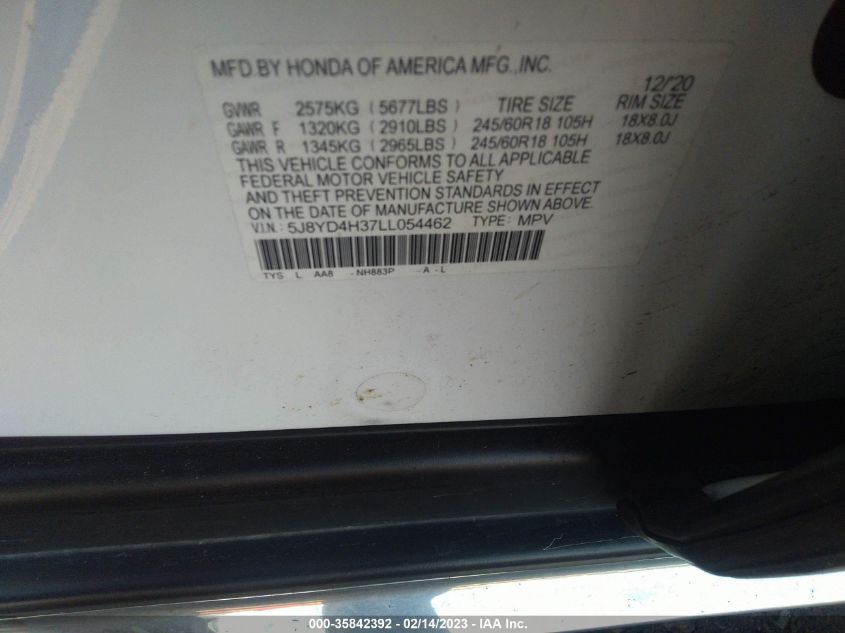 MFD.BY HONDA OF AMERICA MFG.,INC.
12/20
GVWR 2575KG (5677LBS) TIRE SIZE RIM SIZE
GAWR F 1320KG (2910LBS) 245/60R18 105H 18X8.0J
GAWR R 1345KG (2965LBS) 245/60R18 105H 18X8.0J
THIS VEHICLE CONFORMS TO ALL APPLICABLE
FEDERAL MOTOR VEHICLE SAFETY
AND THEFT PREVENTION STANDARDS IN EFFECT
ON THE DATE OF MANUFACTURE SHOWN ABOVE.
V.I.N.: 5J8YD4H37LL054462 TYPE: MPV
TYS L AA8 -NH883P -A -L
000-35842392 - 02/14/2023 - IAA Inc.